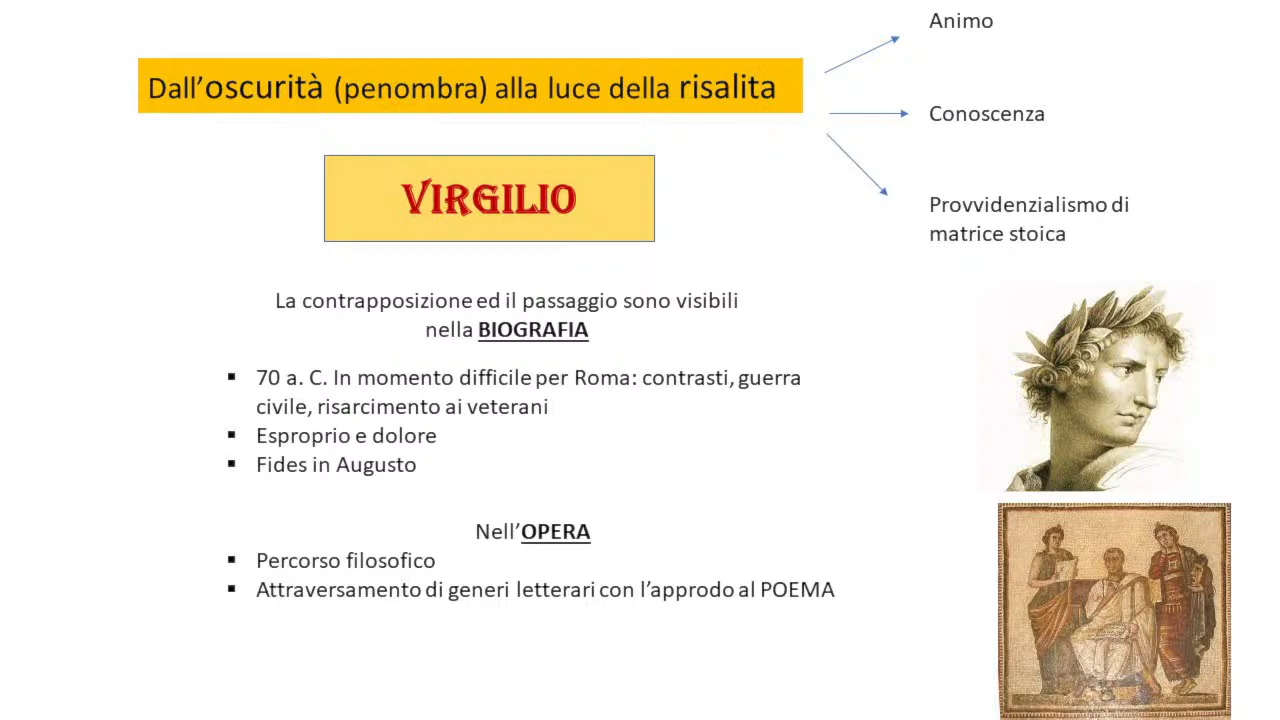 Dall’oscurità (penombra) alla luce della risalita
Animo
Conoscenza
Provvidenzialismo di
matrice stoica
VIRGILIO
La contrapposizione ed il passaggio sono visibili
nella BIOGRAFIA
▪ 70 a. C. In momento difficile per Roma: contrasti, guerra
civile, risarcimento ai veterani
▪ Esproprio e dolore
▪ Fides in Augusto
Nell’OPERA
▪ Percorso filosofico
▪ Attraversamento di generi letterari con l’approdo al POEMA